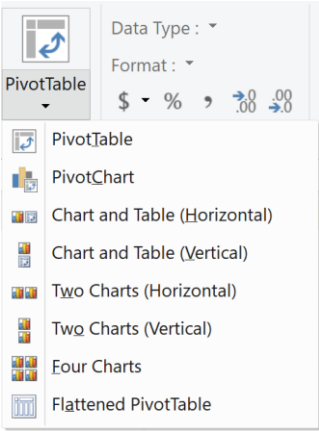 Data Type :
Format :
PivotTable
$ % ,
.0 .00 .00 .0
PivotTable
PivotChart
Chart and Table (Horizontal)
Chart and Table (Vertical)
Two Charts (Horizontal)
Two Charts (Vertical)
Four Charts
Flattened PivotTable